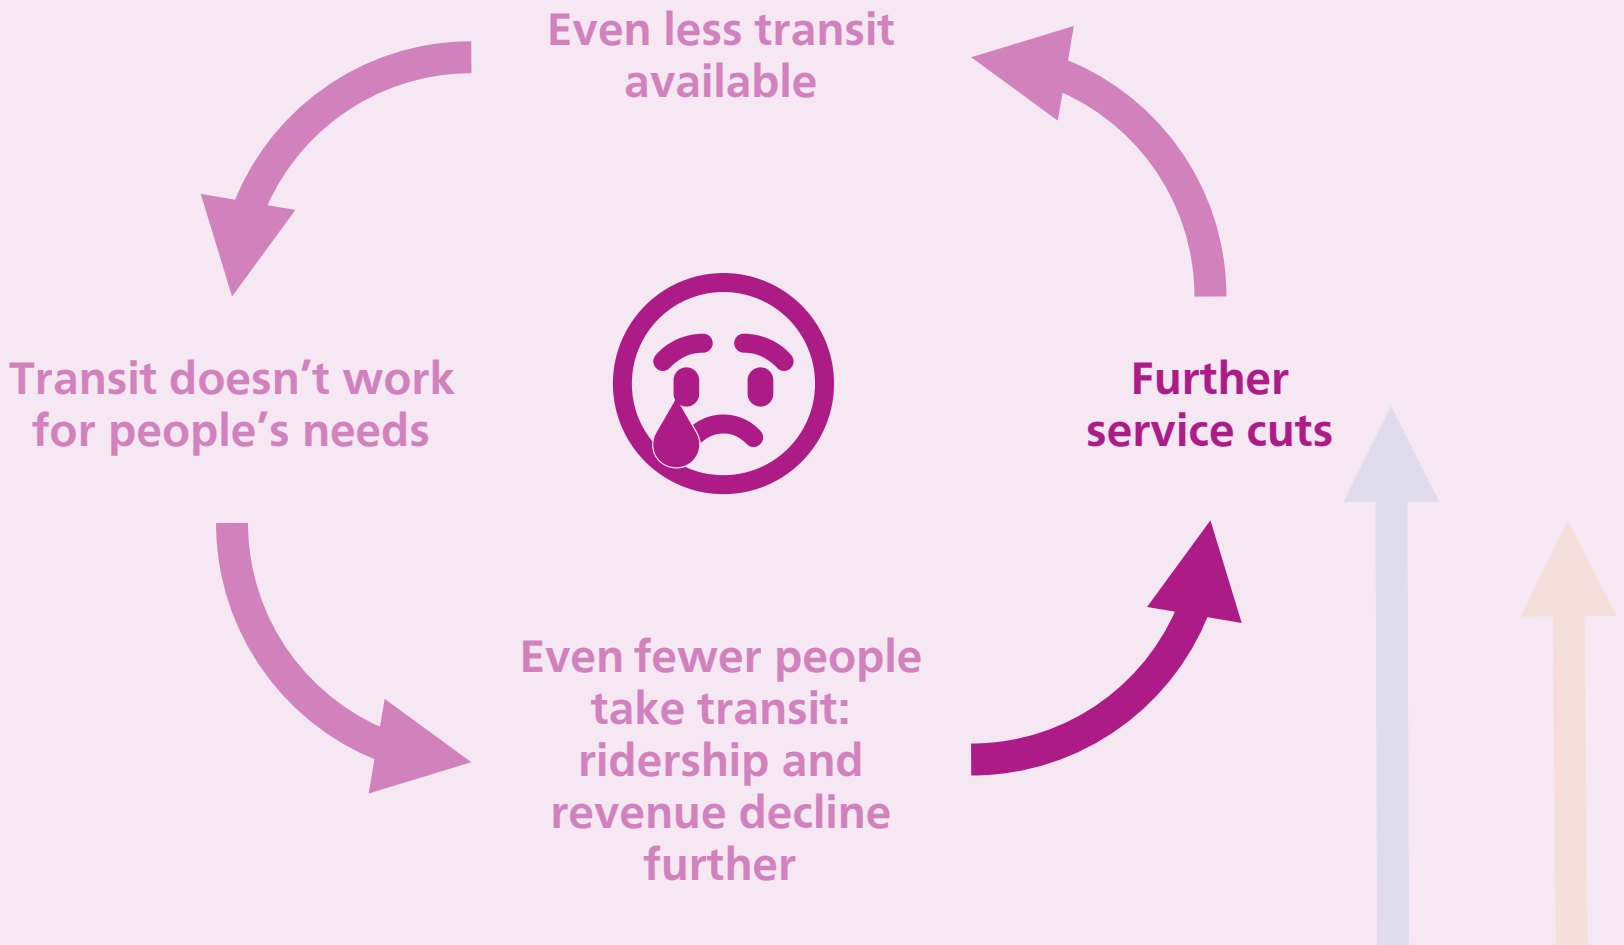 Even less transit
available
Transit doesn’t work
for people’s needs
Further
service cuts
Even fewer people
take transit:
ridership and
revenue decline
further